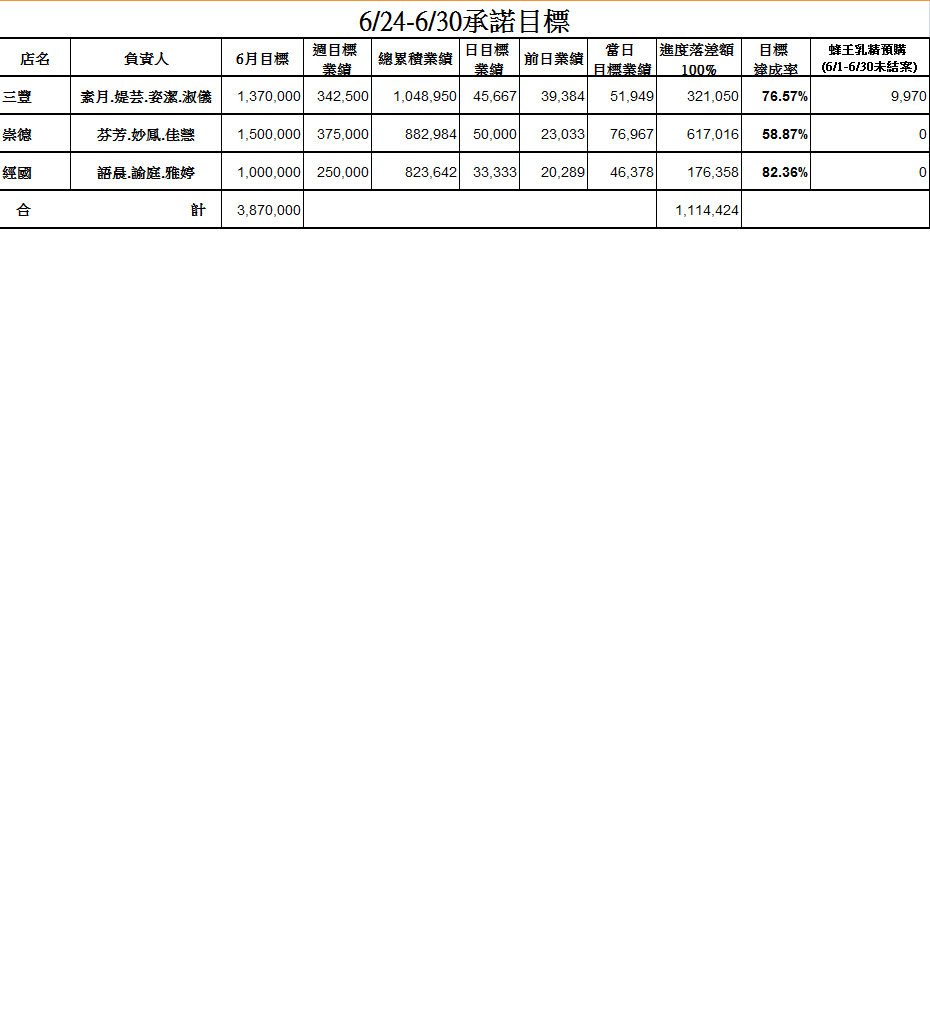 6/24-6/30承諾目標
店名 負責人 6月目標 週目標業績 總累積業績 日目標業績 前日業績 當日目標業績 進度落差額100% 目標達成率 蜂王乳精預購(6/1-6/30未結案)
三豐 素月.媞芸.姿潔.淑儀 1,370,000 342,500 1,048,950 45,667 39,384 51,949 321,050 76.57% 9,970
崇德 芬芳.妙鳳.佳慧 1,500,000 375,000 882,984 50,000 23,033 76,967 617,016 58.87% 0
經國 語晨.諭庭.雅婷 1,000,000 250,000 823,642 33,333 20,289 46,378 176,358 82.36% 0
合計 3,870,000 1,114,424